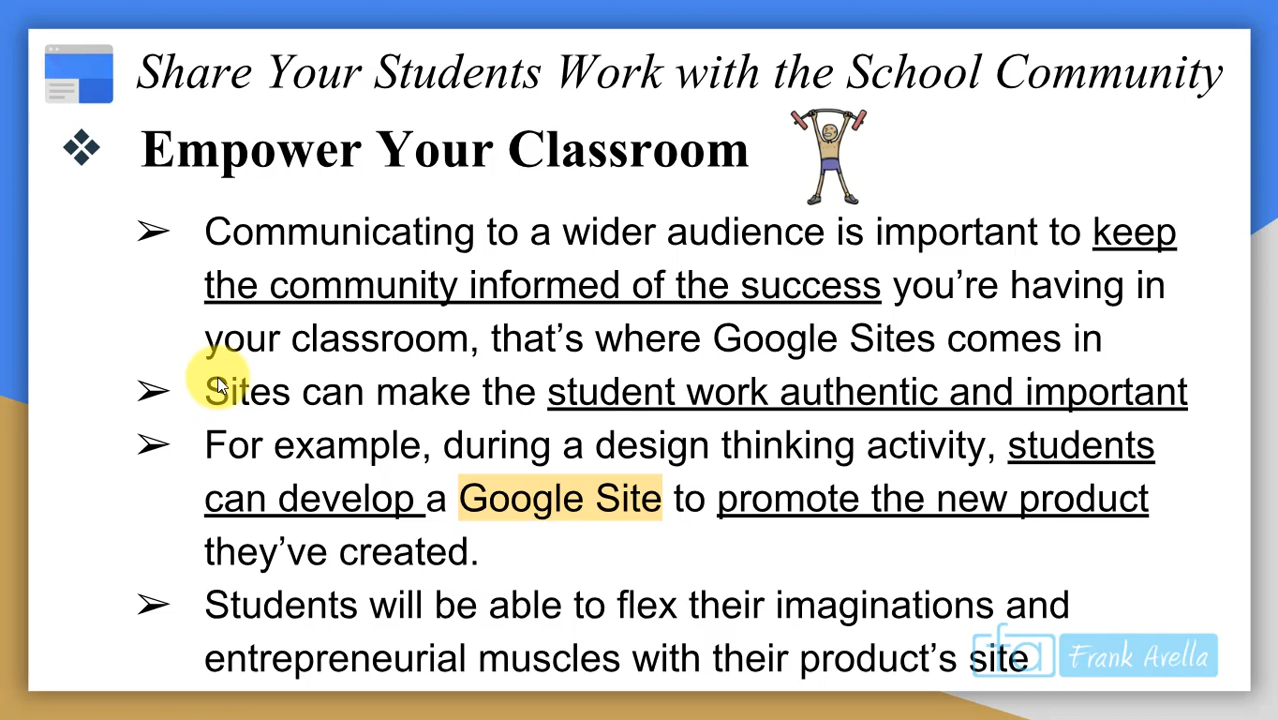 Share Your Students Work with the School Community
❖ Empower Your Classroom
➢ Communicating to a wider audience is important to keep
the community informed of the success you’re having in
your classroom, that’s where Google Sites comes in
➢ Sites can make the student work authentic and important
➢ For example, during a design thinking activity, students
can develop a Google Site to promote the new product
they’ve created.
➢ Students will be able to flex their imaginations and
entrepreneurial muscles with their product’s site
fa Frank Avella